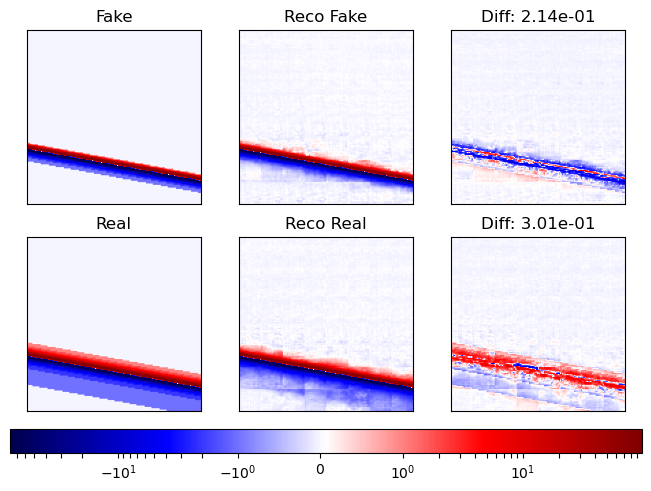 Fake Reco Fake Diff: 2.14e-01
Real Reco Real Diff: 3.01e-01
−10¹ −10⁰ 0 10⁰ 10¹